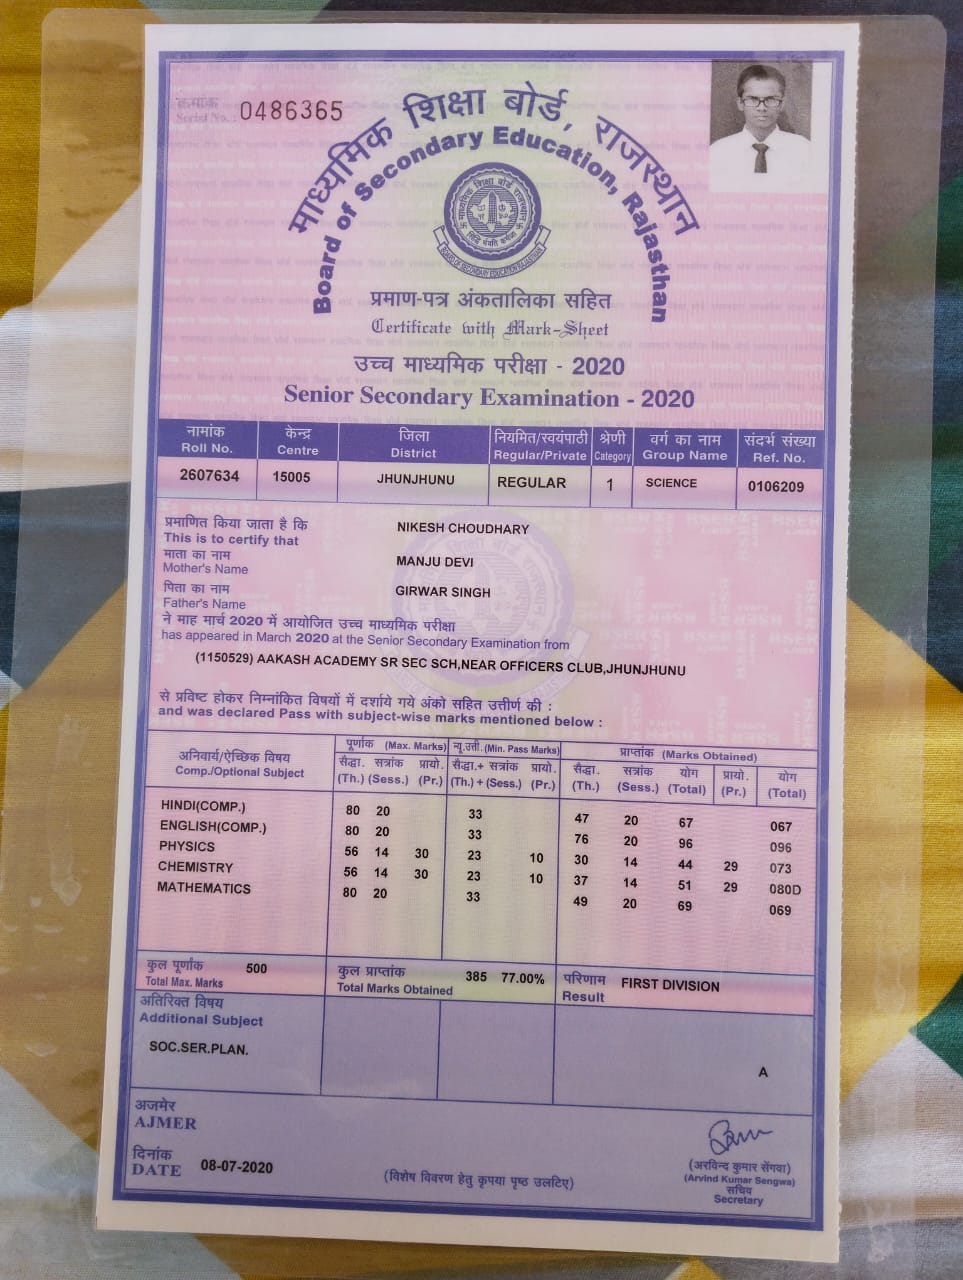 क्रमांक
Serial No. : 0486365
माध्यमिक शिक्षा बोर्ड, राजस्थान
Board of Secondary Education, Rajasthan
माध्यमिक शिक्षा बोर्ड राजस्थान
BOARD OF SECONDARY EDUCATION RAJASTHAN
प्रमाण-पत्र अंकतालिका सहित
Certificate with Mark-Sheet
उच्च माध्यमिक परीक्षा - 2020
Senior Secondary Examination - 2020
नामांक केन्द्र जिला नियमित/स्वयंपाठी श्रेणी वर्ग का नाम संदर्भ संख्या
Roll No. Centre District Regular/Private Category Group Name Ref. No.
2607634 15005 JHUNJHUNU REGULAR 1 SCIENCE 0106209
प्रमाणित किया जाता है कि NIKESH CHOUDHARY
This is to certify that
माता का नाम MANJU DEVI
Mother's Name
पिता का नाम GIRWAR SINGH
Father's Name
ने माह मार्च 2020 में आयोजित उच्च माध्यमिक परीक्षा
has appeared in March 2020 at the Senior Secondary Examination from
(1150529) AAKASH ACADEMY SR SEC SCH,NEAR OFFICERS CLUB,JHUNJHUNU
से प्रविष्ट होकर निम्नांकित विषयों में दर्शाये गये अंको सहित उत्तीर्ण की :
and was declared Pass with subject-wise marks mentioned below :
अनिवार्य/ऐच्छिक विषय पूर्णांक (Max. Marks) न्यू.उत्ती. (Min. Pass Marks) प्राप्तांक (Marks Obtained)
Comp./Optional Subject सैद्धा. सत्रांक प्रायो. सैद्धा.+ सत्रांक प्रायो. सैद्धा. सत्रांक योग प्रायो. योग
(Th.) (Sess.) (Pr.) (Th.) + (Sess.) (Pr.) (Th.) (Sess.) (Total) (Pr.) (Total)
HINDI(COMP.) 80 20 33 47 20 67 067
ENGLISH(COMP.) 80 20 33 76 20 96 096
PHYSICS 56 14 30 23 10 30 14 44 29 073
CHEMISTRY 56 14 30 23 10 37 14 51 29 080D
MATHEMATICS 80 20 33 49 20 69 069
कुल पूर्णांक 500 कुल प्राप्तांक 385 77.00% परिणाम FIRST DIVISION
Total Max. Marks Total Marks Obtained Result
अतिरिक्त विषय
Additional Subject
SOC.SER.PLAN. A
अजमेर
AJMER
दिनांक
DATE 08-07-2020
(विशेष विवरण हेतु कृपया पृष्ठ उलटिए)
(अरविन्द कुमार सेंगवा)
(Arvind Kumar Sengwa)
सचिव
Secretary